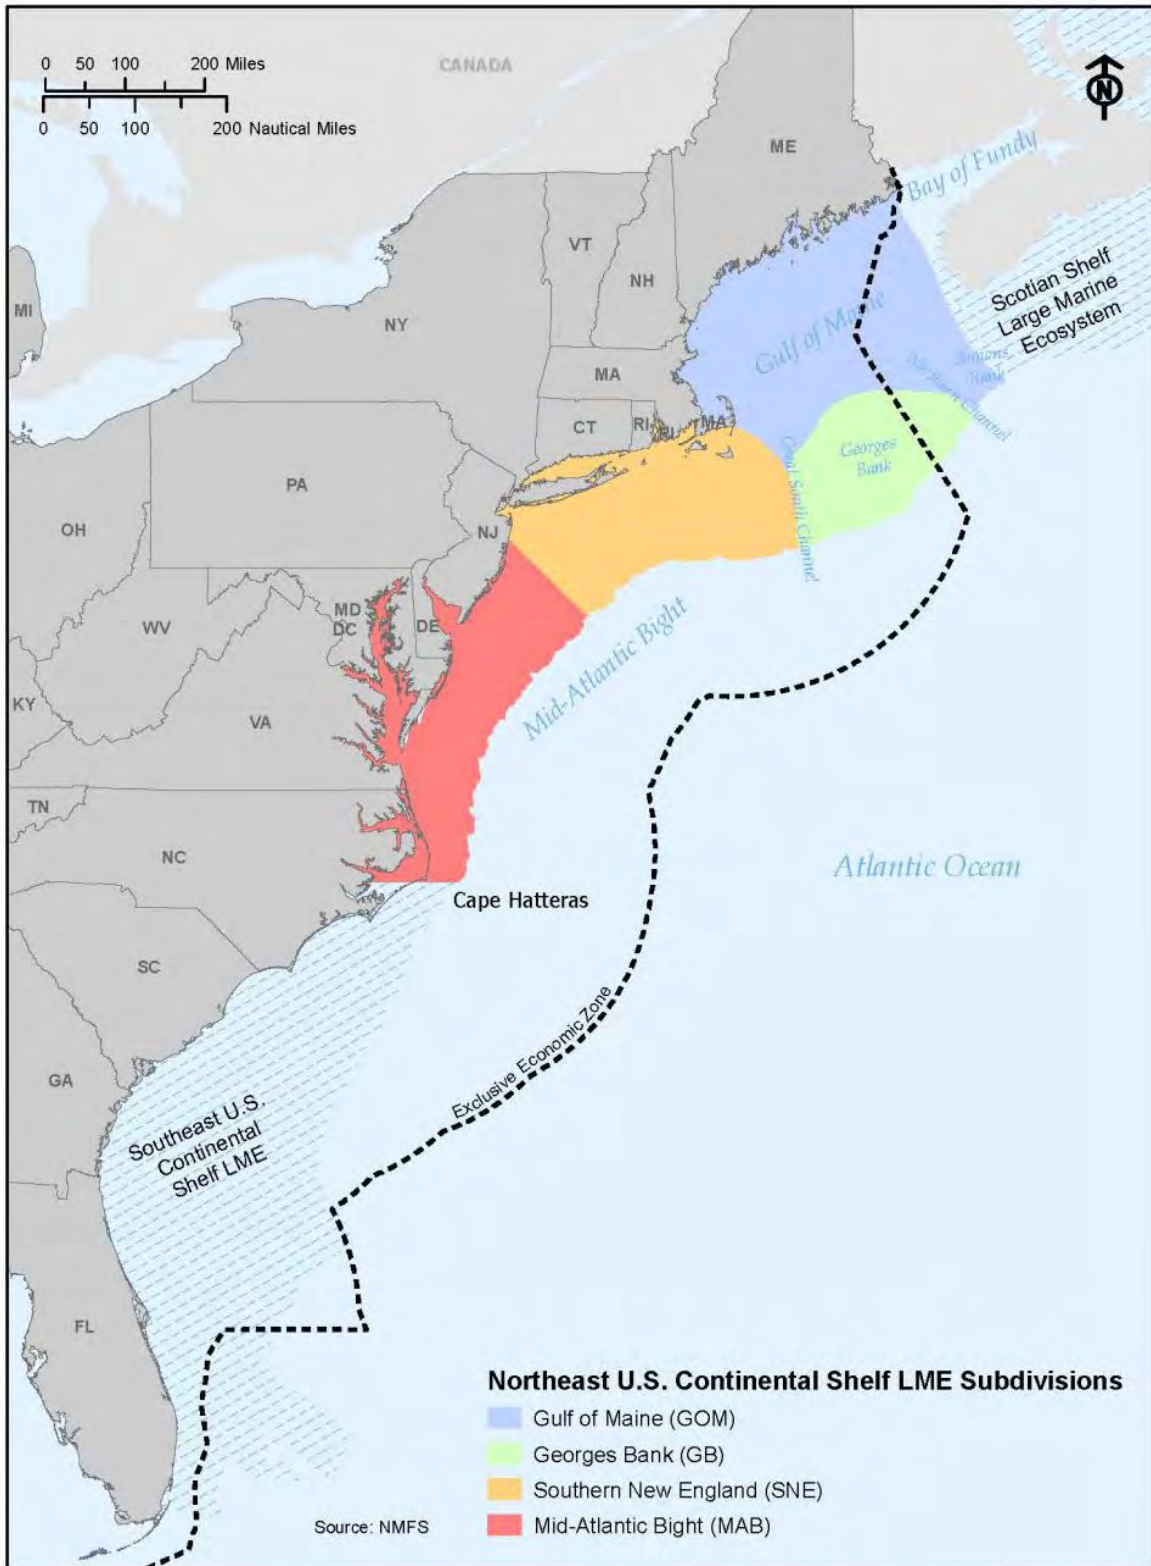 0 50 100 200 Miles
0 50 100 200 Nautical Miles
CANADA
N
ME
Bay of Fundy
VT
NH
Scotian Shelf
Large Marine
Ecosystem
MI
NY
Gulf of Maine
Browns
Bank
MA
CT
RI
RI
MA
Georges
Bank
Great South Channel
PA
OH
NJ
MD
DC
DE
WV
Mid-Atlantic Bight
KY
VA
TN
NC
Atlantic Ocean
Cape Hatteras
SC
Exclusive Economic Zone
GA
Southeast U.S.
Continental
Shelf LME
FL
Northeast U.S. Continental Shelf LME Subdivisions
Gulf of Maine (GOM)
Georges Bank (GB)
Southern New England (SNE)
Mid-Atlantic Bight (MAB)
Source: NMFS